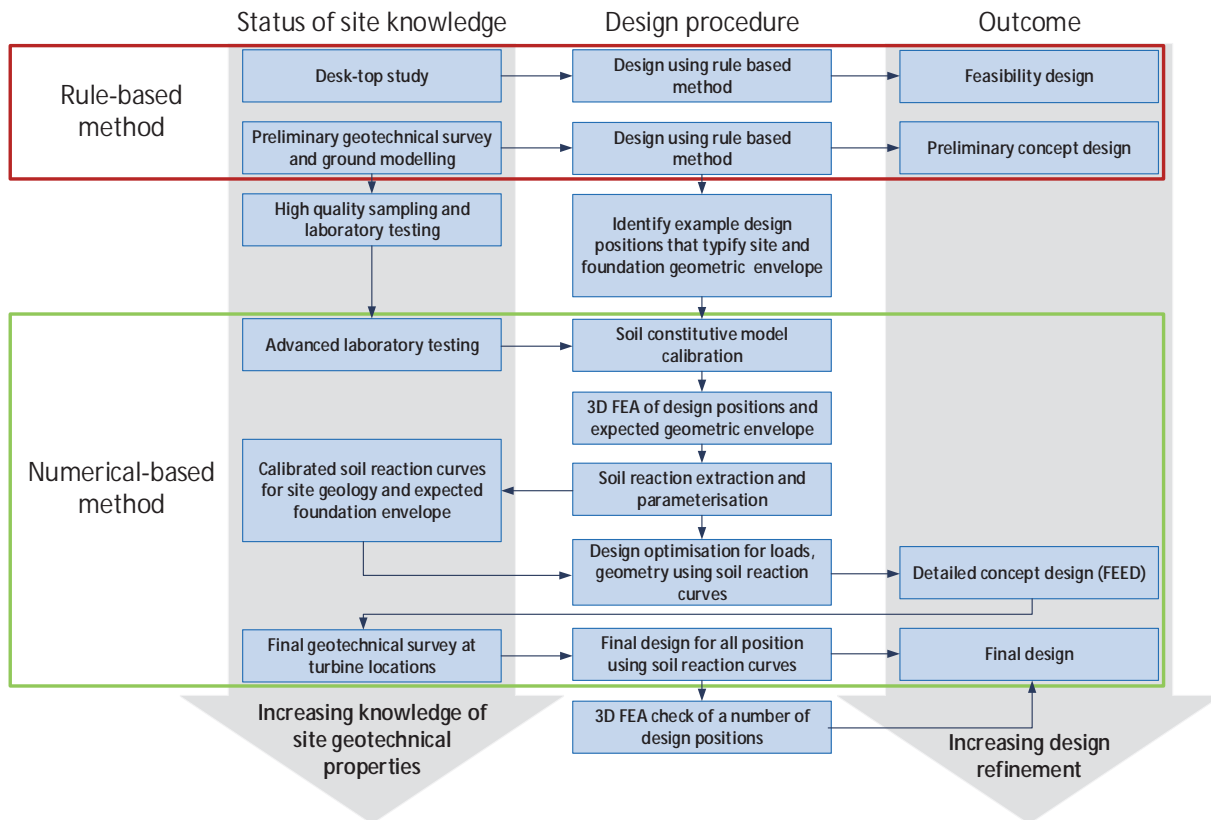 Status of site knowledge
Design procedure
Outcome
Rule-based
method
Desk-top study
Design using rule based
method
Feasibility design
Preliminary geotechnical survey
and ground modelling
Design using rule based
method
Preliminary concept design
High quality sampling and
laboratory testing
Identify example design
positions that typify site and
foundation geometric envelope
Numerical-based
method
Advanced laboratory testing
Soil constitutive model
calibration
3D FEA of design positions and
expected geometric envelope
Calibrated soil reaction curves
for site geology and expected
foundation envelope
Soil reaction extraction and
parameterisation
Design optimisation for loads,
geometry using soil reaction
curves
Detailed concept design (FEED)
Final geotechnical survey at
turbine locations
Final design for all position
using soil reaction curves
Final design
Increasing knowledge of
site geotechnical
properties
3D FEA check of a number of
design positions
Increasing design
refinement